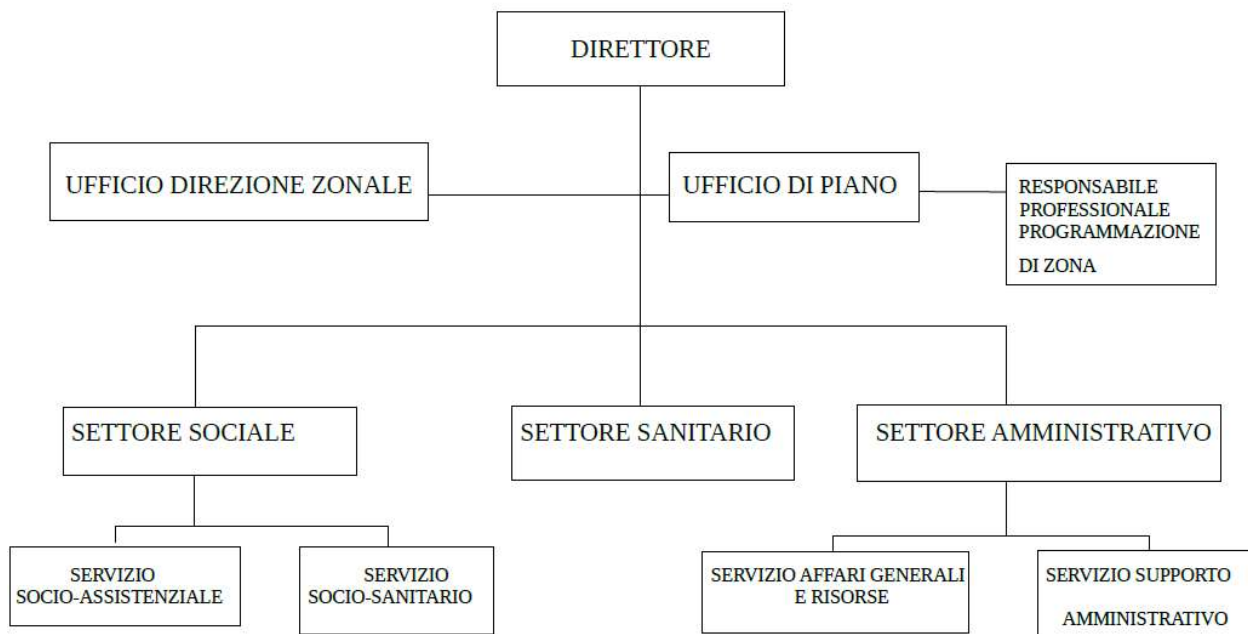 DIRETTORE
UFFICIO DIREZIONE ZONALE
UFFICIO DI PIANO
RESPONSABILE
PROFESSIONALE
PROGRAMMAZIONE
DI ZONA
SETTORE SOCIALE
SETTORE SANITARIO
SETTORE AMMINISTRATIVO
SERVIZIO
SOCIO-ASSISTENZIALE
SERVIZIO
SOCIO-SANITARIO
SERVIZIO AFFARI GENERALI
E RISORSE
SERVIZIO SUPPORTO
AMMINISTRATIVO